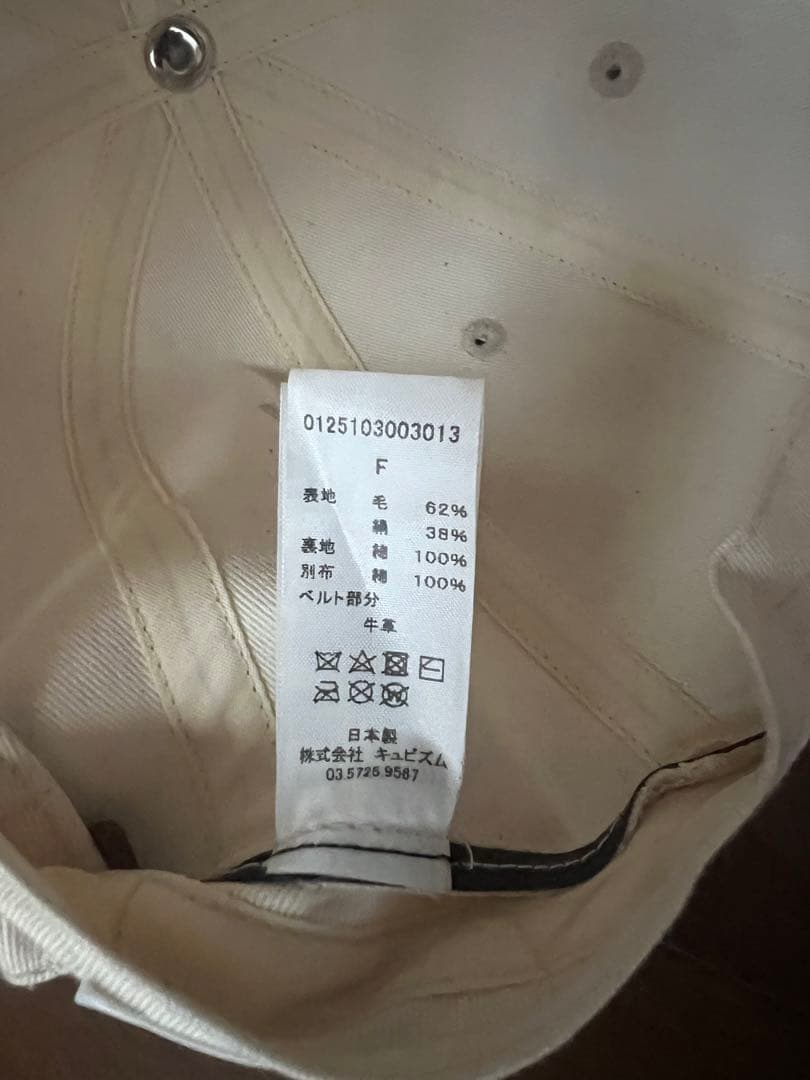 0125103003013
F
表地 毛 62%
絹 38%
裏地 綿 100%
別布 綿 100%
ベルト部分
牛革
日本製
株式会社 キュビズム
03.5725.9567